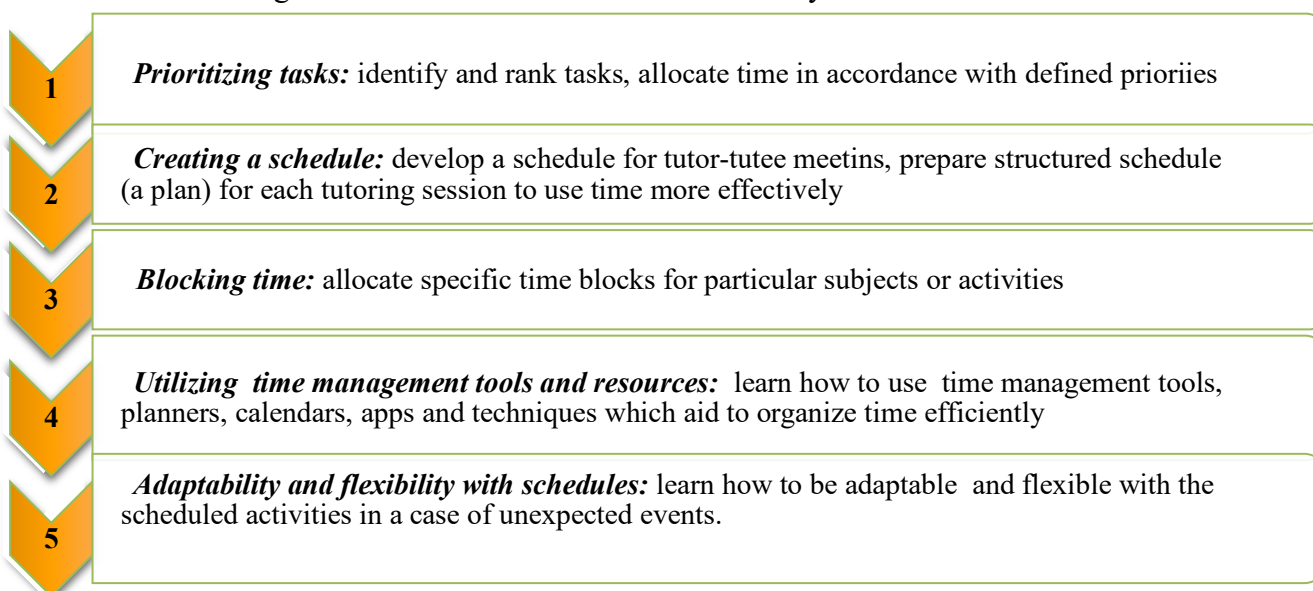 1
Prioritizing tasks: identify and rank tasks, allocate time in accordance with defined prioriies
2
Creating a schedule: develop a schedule for tutor-tutee meetins, prepare structured schedule
(a plan) for each tutoring session to use time more effectively
3
Blocking time: allocate specific time blocks for particular subjects or activities
4
Utilizing time management tools and resources: learn how to use time management tools,
planners, calendars, apps and techniques which aid to organize time efficiently
5
Adaptability and flexibility with schedules: learn how to be adaptable and flexible with the
scheduled activities in a case of unexpected events.